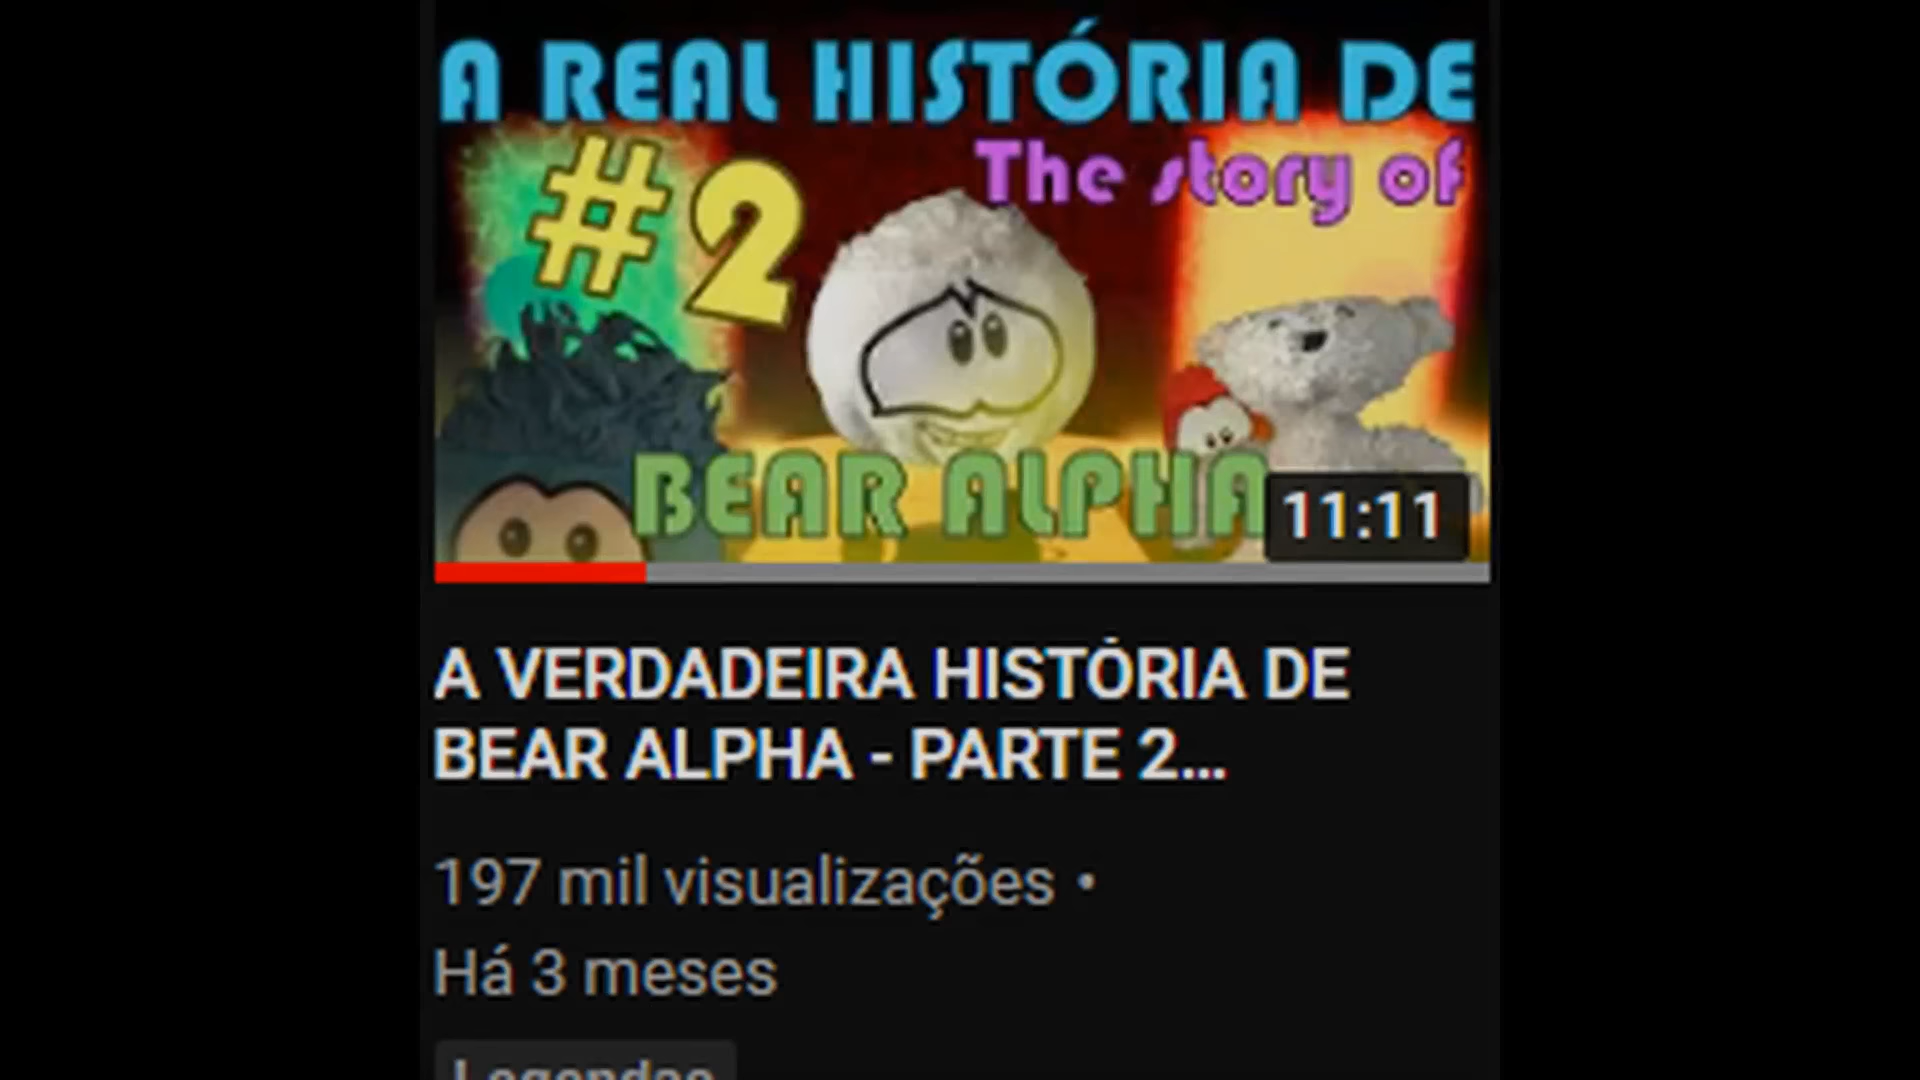 A REAL HISTÓRIA DE
The story of
#2
BEAR ALPHA
11:11
A VERDADEIRA HISTÓRIA DE
BEAR ALPHA - PARTE 2...
197 mil visualizações •
Há 3 meses
Legendas